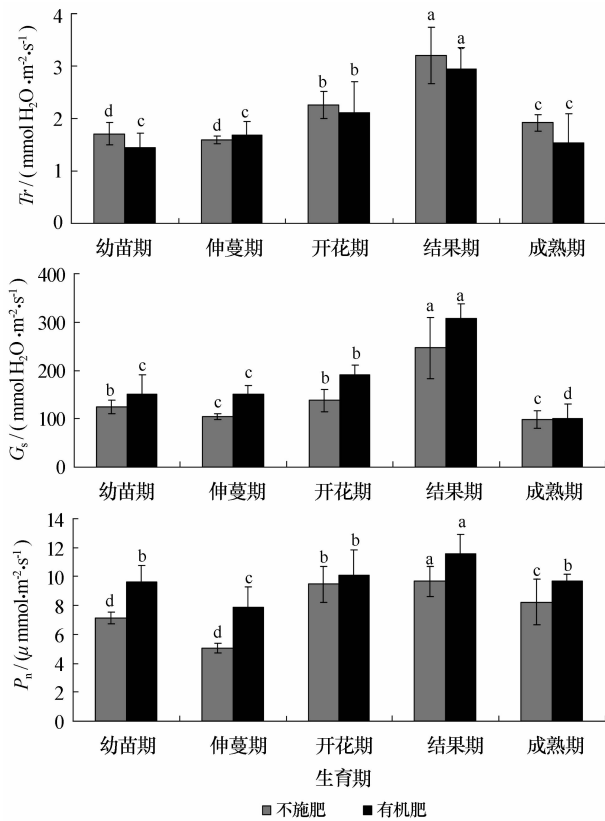 Tr/(mmol H₂O•m⁻²•s⁻¹)
4
3
2
1
0
d c d c b b a a c c
幼苗期 伸蔓期 开花期 结果期 成熟期
Gs/(mmol H₂O•m⁻²•s⁻¹)
400
300
200
100
0
b c c c b b a a c d
幼苗期 伸蔓期 开花期 结果期 成熟期
Pn/(μ mmol•m⁻²•s⁻¹)
14
12
10
8
6
4
2
0
d b d c b b a a c b
幼苗期 伸蔓期 开花期 结果期 成熟期
生育期
不施肥 有机肥